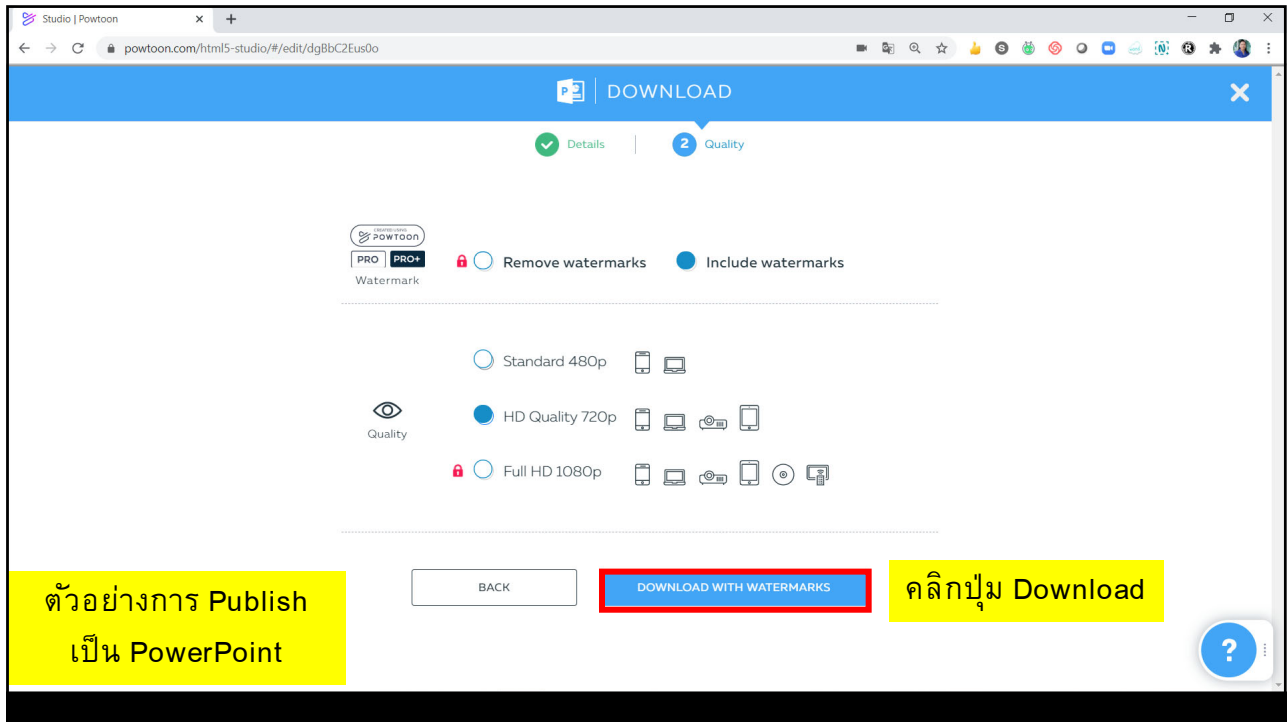 Studio | Powtoon
powtoon.com/html5-studio/#/edit/dgBbC2Eus0o
DOWNLOAD
Details
2 Quality
CREATED USING
POWTOON
PRO PRO+
Watermark
Remove watermarks Include watermarks
Standard 480p
HD Quality 720p
Quality
Full HD 1080p
BACK
DOWNLOAD WITH WATERMARKS
คลิกปุ่ม Download
ตัวอย่างการ Publish
เป็น PowerPoint
?